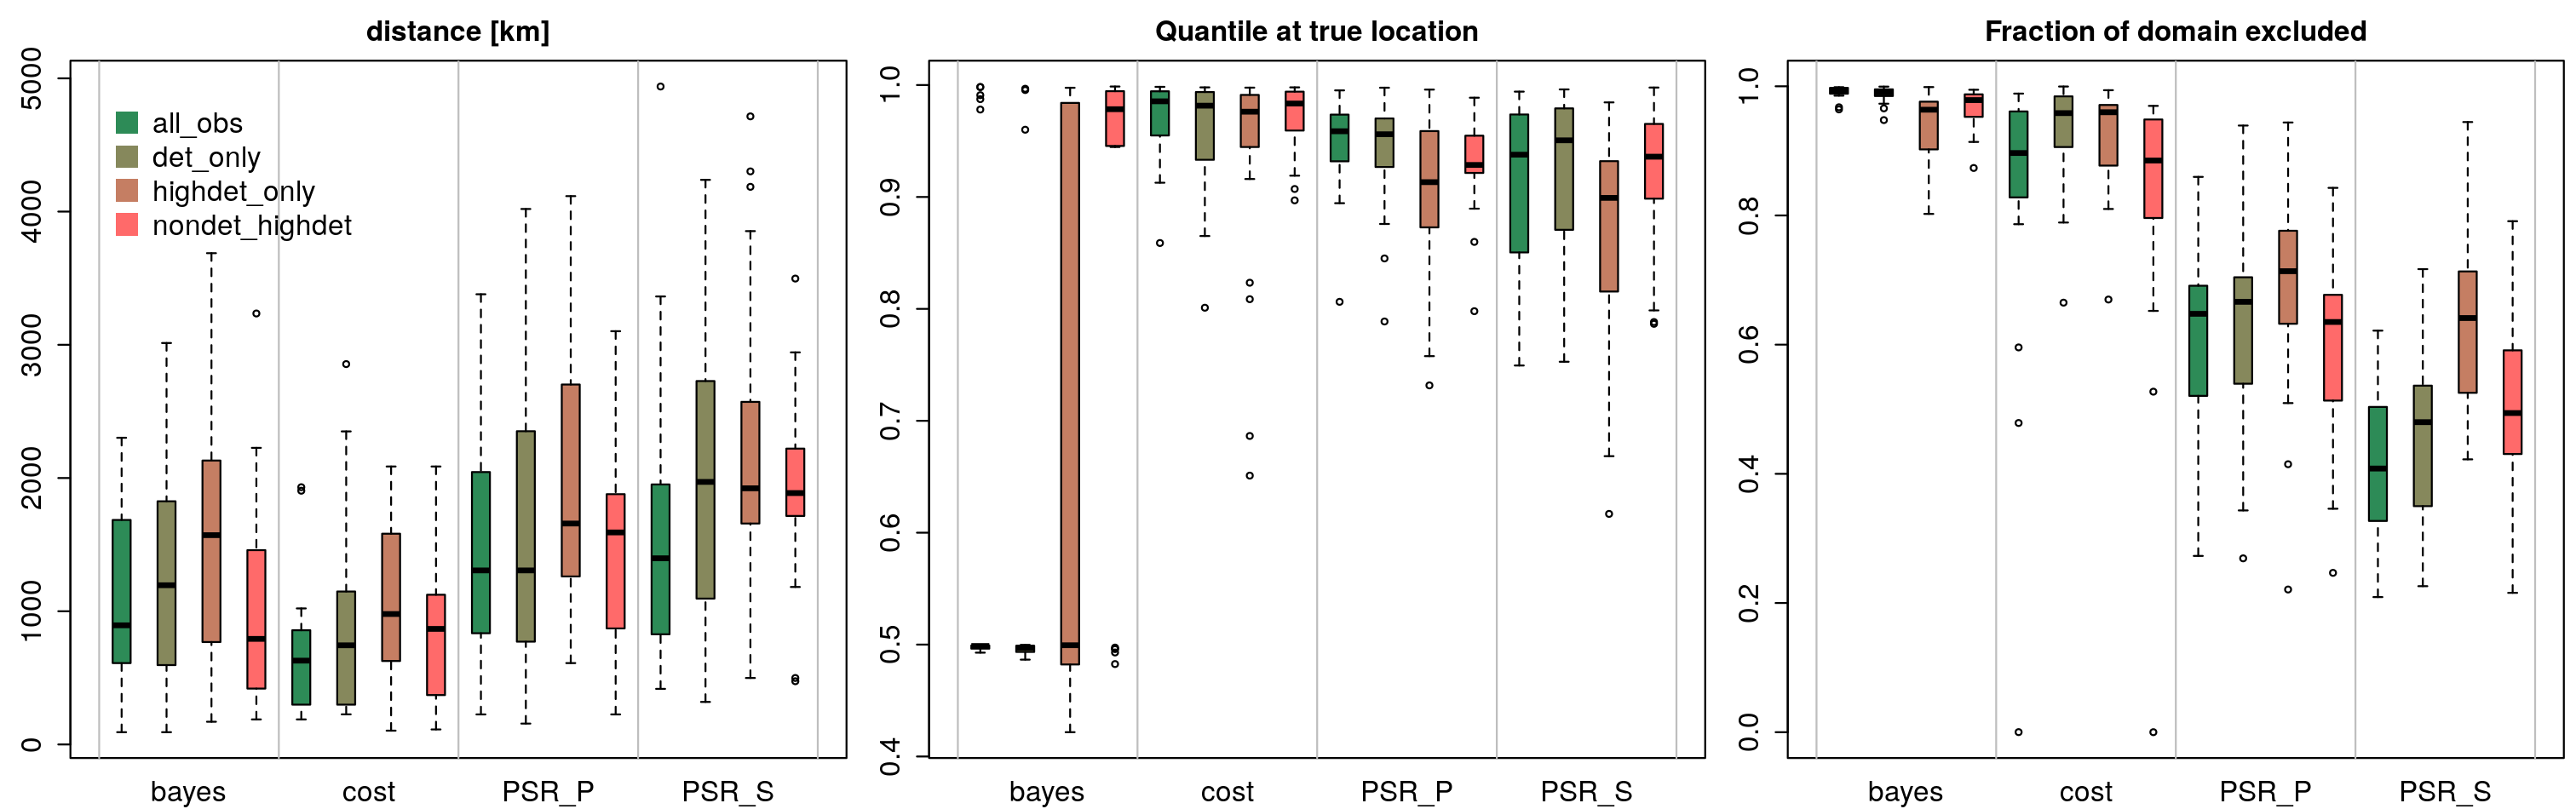 distance [km]
5000
4000
3000
2000
1000
0
all_obs
det_only
highdet_only
nondet_highdet
bayes cost PSR_P PSR_S
Quantile at true location
1.0
0.9
0.8
0.7
0.6
0.5
0.4
bayes cost PSR_P PSR_S
Fraction of domain excluded
1.0
0.8
0.6
0.4
0.2
0.0
bayes cost PSR_P PSR_S